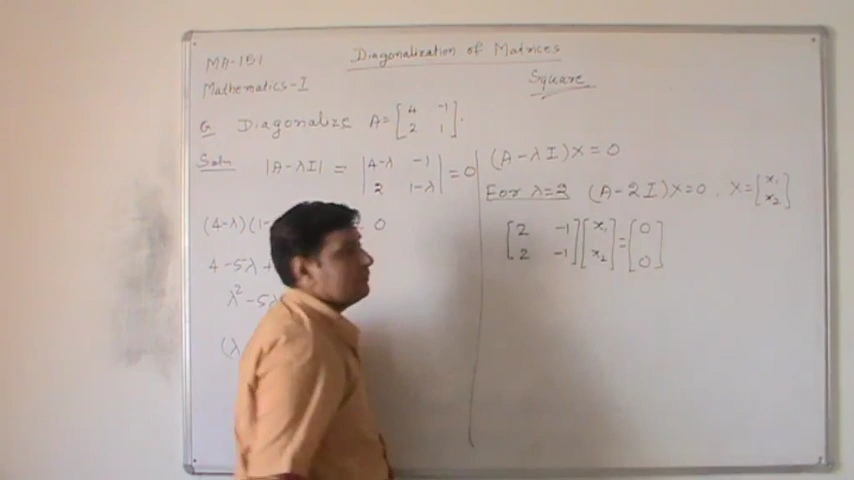 MA-151
Diagonalization of Matrices
Mathematics-I
Square
Q Diagonalize A=[4 -1
2 1].
Soln |A-λI| = |4-λ -1
2 1-λ| = 0
(4-λ)(1- = 0
4-5λ+
λ²-5λ
(λ
(A-λI)X=0
For λ=2 (A-2I)X=0, X=[x₁
x₂]
[2 -1
2 -1][x₁
x₂]=[0
0]